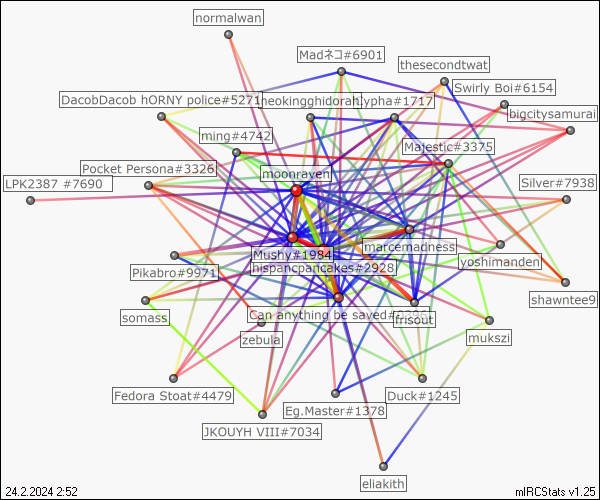 normalwan
Madネコ#6901
thesecondtwat
Swirly Boi#6154
DacobDacob hORNY police#5271
heokingghidorah
lypha#1717
bigcitysamurai
ming#4742
Majestic#3375
Pocket Persona#3326
moonraven
LPK2387 #7690
Silver#7938
Mushy#1984
marcemadness
hispancpancakes#2928
yoshimanden
Pikabro#9971
shawntee9
somass
Can anything be saved
frisout
zebula
mukszi
Fedora Stoat#4479
Duck#1245
Eg.Master#1378
JKOUYH VIII#7034
eliakith
24.2.2024 2:52
mIRCStats v1.25